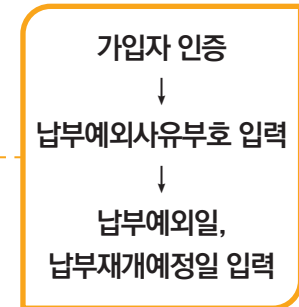 가입자 인증
↓
납부예외사유부호 입력
↓
납부예외일,
납부재개예정일 입력